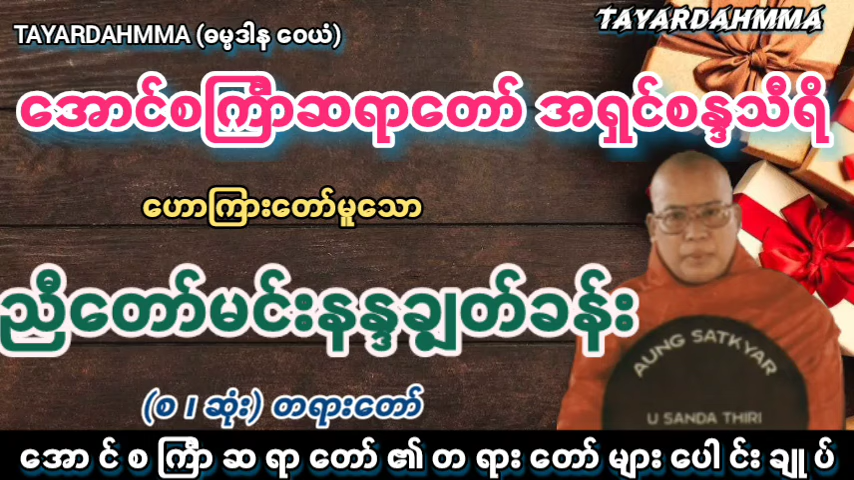 TAYARDAHMMA (ဓမ္မဒါန ဝေယံ)
TAYARDAHMMA
အောင်စကြာဆရာတော် အရှင်စန္ဒသီရိ
ဟောကြားတော်မူသော
ညီတော်မင်းနန္ဒချွတ်ခန်း
(စ ၊ ဆုံး) တရားတော်
AUNG SATKYAR
U SANDA THIRI
အောင်စကြာဆရာတော်၏တရားတော်များပေါင်းချုပ်